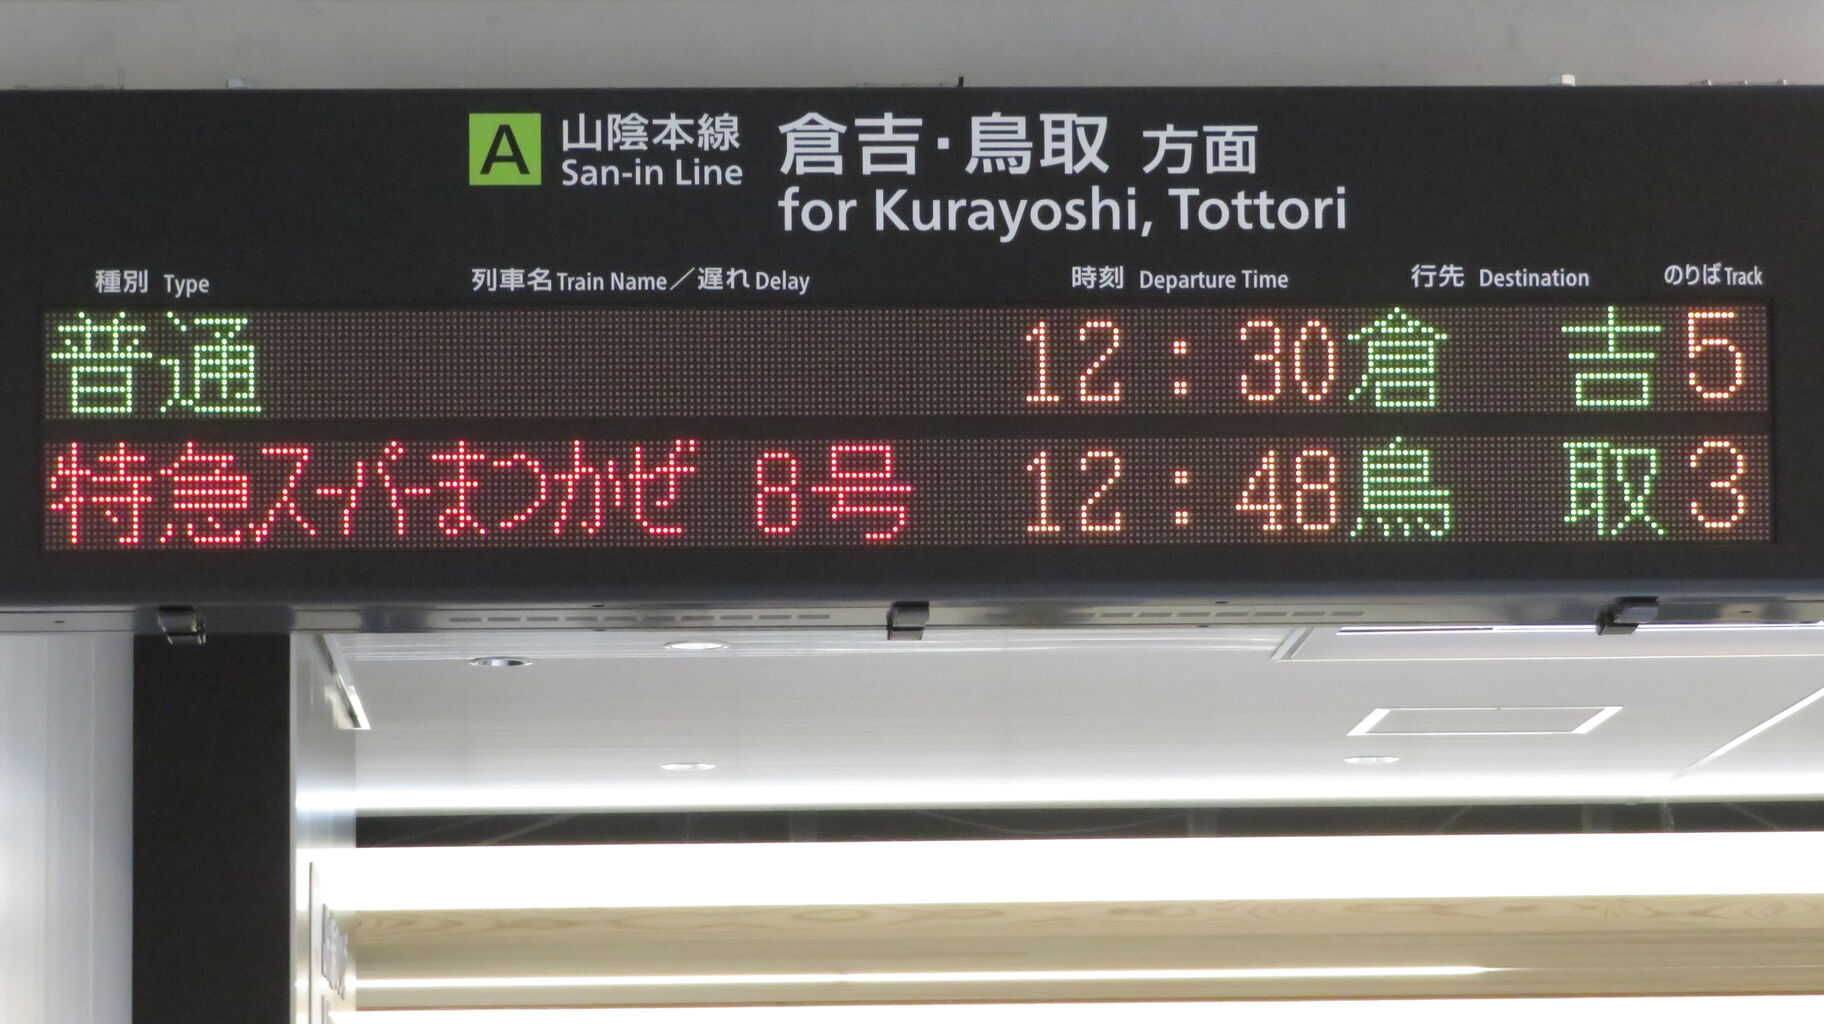 A 山陰本線 倉吉・鳥取 方面
San-in Line for Kurayoshi, Tottori
種別 Type 列車名 Train Name／遅れ Delay 時刻 Departure Time 行先 Destination のりば Track
普通 12:30 倉吉 5
特急スーパーまつかぜ 8号 12:48 鳥取 3